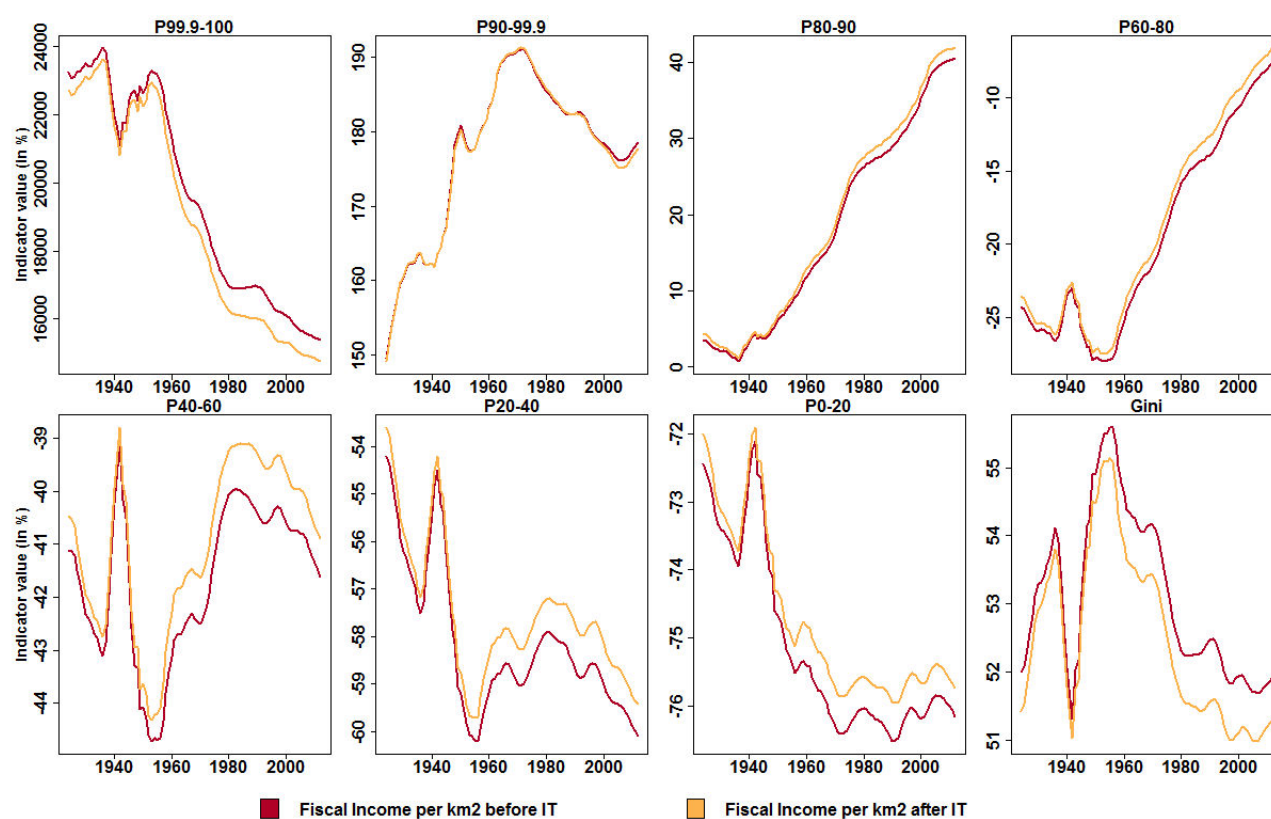 P99.9-100
P90-99.9
P80-90
P60-80
Indicator value (In %)
24000
22000
20000
18000
16000
190
180
170
160
150
40
30
20
10
0
-10
-15
-20
-25
1940 1960 1980 2000
1940 1960 1980 2000
1940 1960 1980 2000
1940 1960 1980 2000
P40-60
P20-40
P0-20
Gini
Indicator value (In %)
-39
-40
-41
-42
-43
-44
-54
-55
-56
-57
-58
-59
-60
-72
-73
-74
-75
-76
55
54
53
52
51
1940 1960 1980 2000
1940 1960 1980 2000
1940 1960 1980 2000
1940 1960 1980 2000
Fiscal Income per km2 before IT
Fiscal Income per km2 after IT